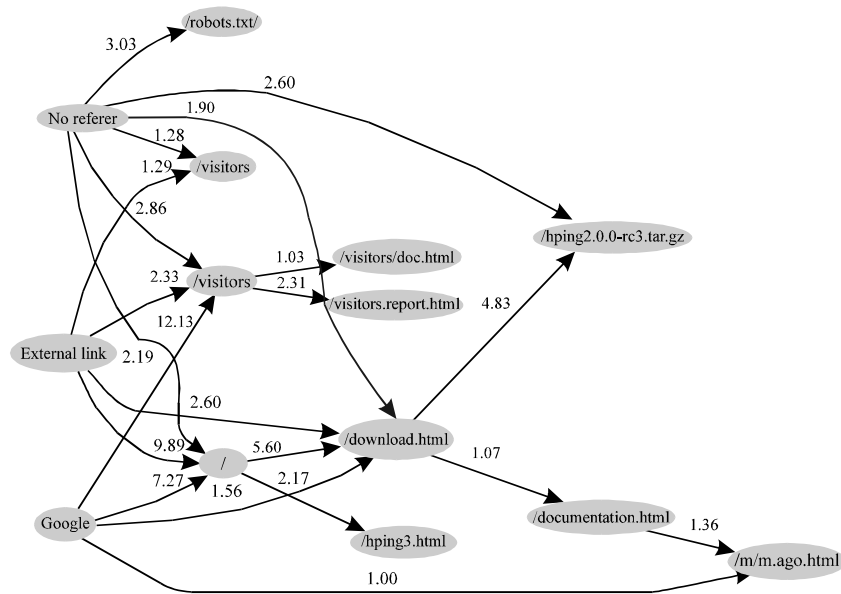 /robots.txt/
3.03
2.60
1.90
No referer
1.28
1.29
/visitors
2.86
/hping2.0.0-rc3.tar.gz
1.03
/visitors/doc.html
2.33
/visitors
2.31
/visitors.report.html
4.83
12.13
External link
2.19
2.60
9.89
5.60
/download.html
1.07
/
7.27
1.56
2.17
Google
/documentation.html
1.36
/hping3.html
/m/m.ago.html
1.00